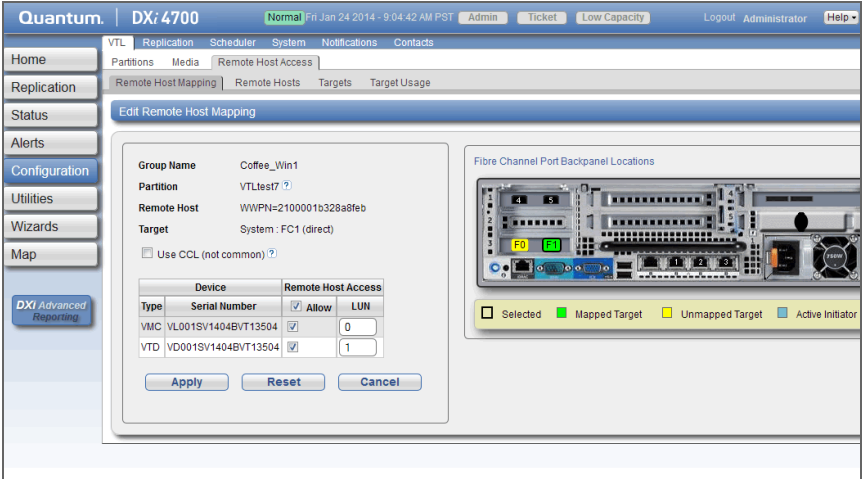 Quantum. DXi 4700 Normal Fri Jan 24 2014 - 9:04:42 AM PST Admin Ticket Low Capacity Logout Administrator Help
VTL Replication Scheduler System Notifications Contacts
Partitions Media Remote Host Access
Remote Host Mapping Remote Hosts Targets Target Usage
Home
Replication
Status
Alerts
Configuration
Utilities
Wizards
Map
DXi Advanced
Reporting
Edit Remote Host Mapping
Group Name Coffee_Win1
Partition VTLtest7 ?
Remote Host WWPN=2100001b328a8feb
Target System : FC1 (direct)
Use CCL (not common) ?
Device Remote Host Access
Type Serial Number Allow LUN
VMC VL001SV1404BVT13504 0
VTD VD001SV1404BVT13504 1
Apply Reset Cancel
Fibre Channel Port Backpanel Locations
4 5
F0 F1
1 2 3 4
750W
Selected Mapped Target Unmapped Target Active Initiator